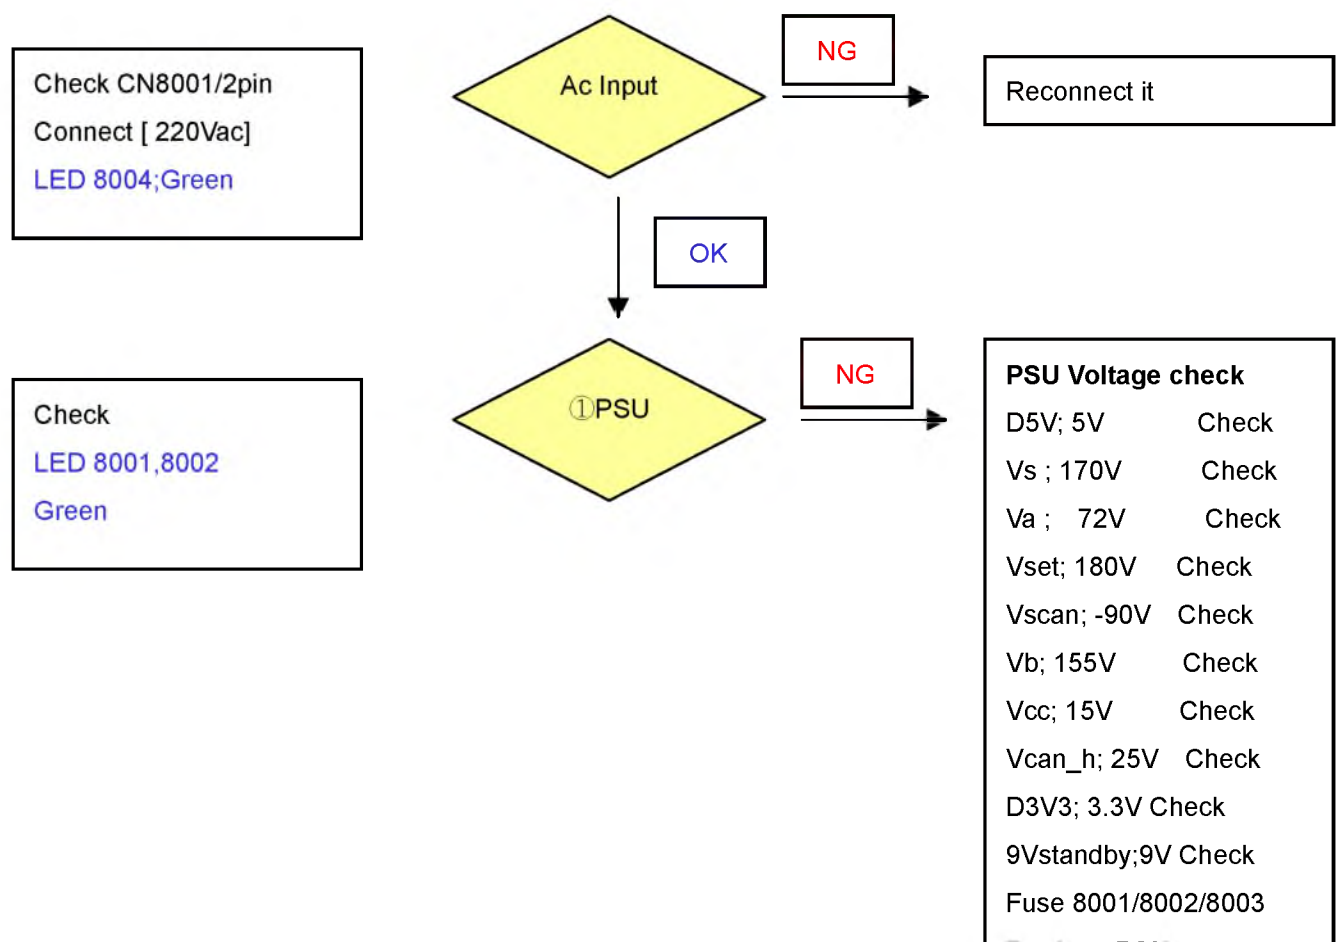 Check CN8001/2pin
Connect [ 220Vac]
LED 8004;Green
Ac Input
NG
Reconnect it
OK
Check
LED 8001,8002
Green
①PSU
NG
PSU Voltage check
D5V; 5V Check
Vs ; 170V Check
Va ; 72V Check
Vset; 180V Check
Vscan; -90V Check
Vb; 155V Check
Vcc; 15V Check
Vcan_h; 25V Check
D3V3; 3.3V Check
9Vstandby;9V Check
Fuse 8001/8002/8003